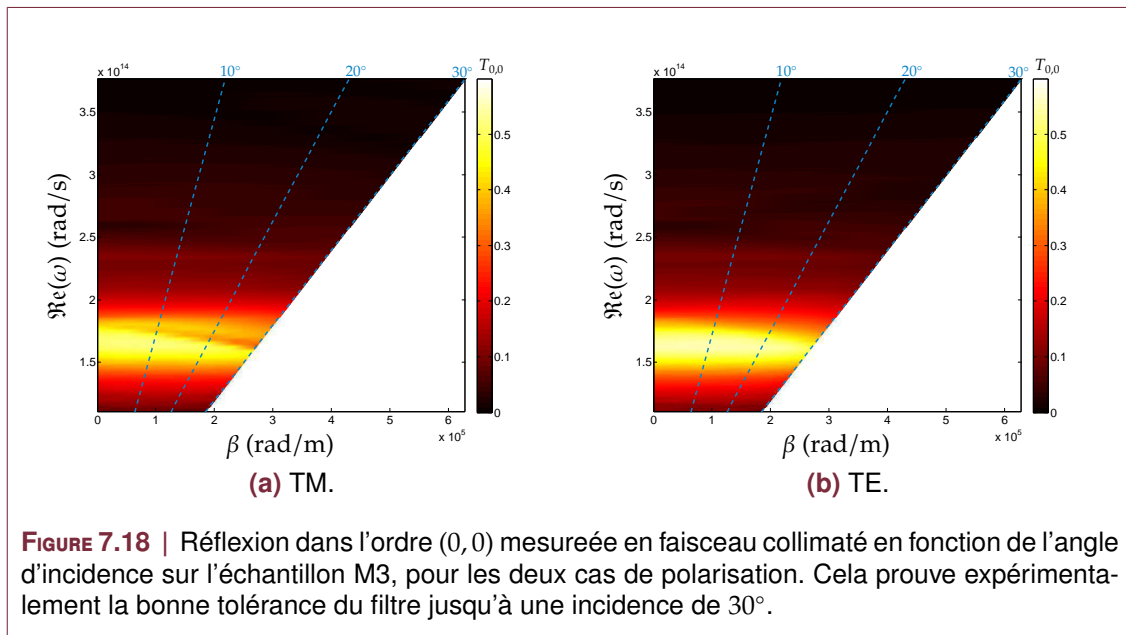 x 10^14
10°
20°
30°
T_{0,0}
3.5
3
2.5
2
1.5
ℜe(ω) (rad/s)
0
1
2
3
4
5
6
x 10^5
β (rad/m)
0.5
0.4
0.3
0.2
0.1
0
(a) TM.
x 10^14
10°
20°
30°
T_{0,0}
3.5
3
2.5
2
1.5
ℜe(ω) (rad/s)
0
1
2
3
4
5
6
x 10^5
β (rad/m)
0.5
0.4
0.3
0.2
0.1
0
(b) TE.
FIGURE 7.18 | Réflexion dans l'ordre (0, 0) mesureée en faisceau collimaté en fonction de l'angle
d'incidence sur l'échantillon M3, pour les deux cas de polarisation. Cela prouve expérimenta-
lement la bonne tolérance du filtre jusqu'à une incidence de 30°.